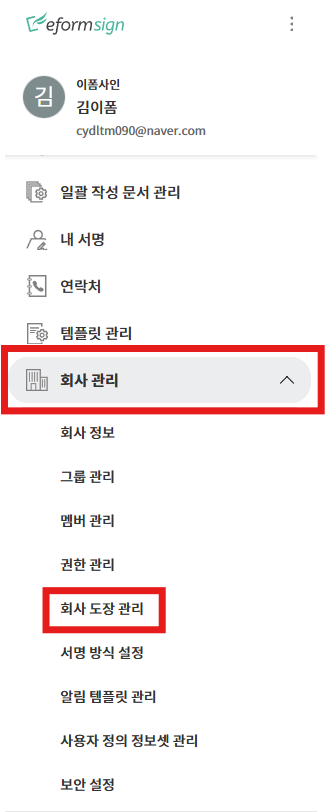 eformsign
이폼사인
김
김이폼
cydltm090@naver.com
일괄 작성 문서 관리
내 서명
연락처
템플릿 관리
회사 관리
회사 정보
그룹 관리
멤버 관리
권한 관리
회사 도장 관리
서명 방식 설정
알림 템플릿 관리
사용자 정의 정보셋 관리
보안 설정